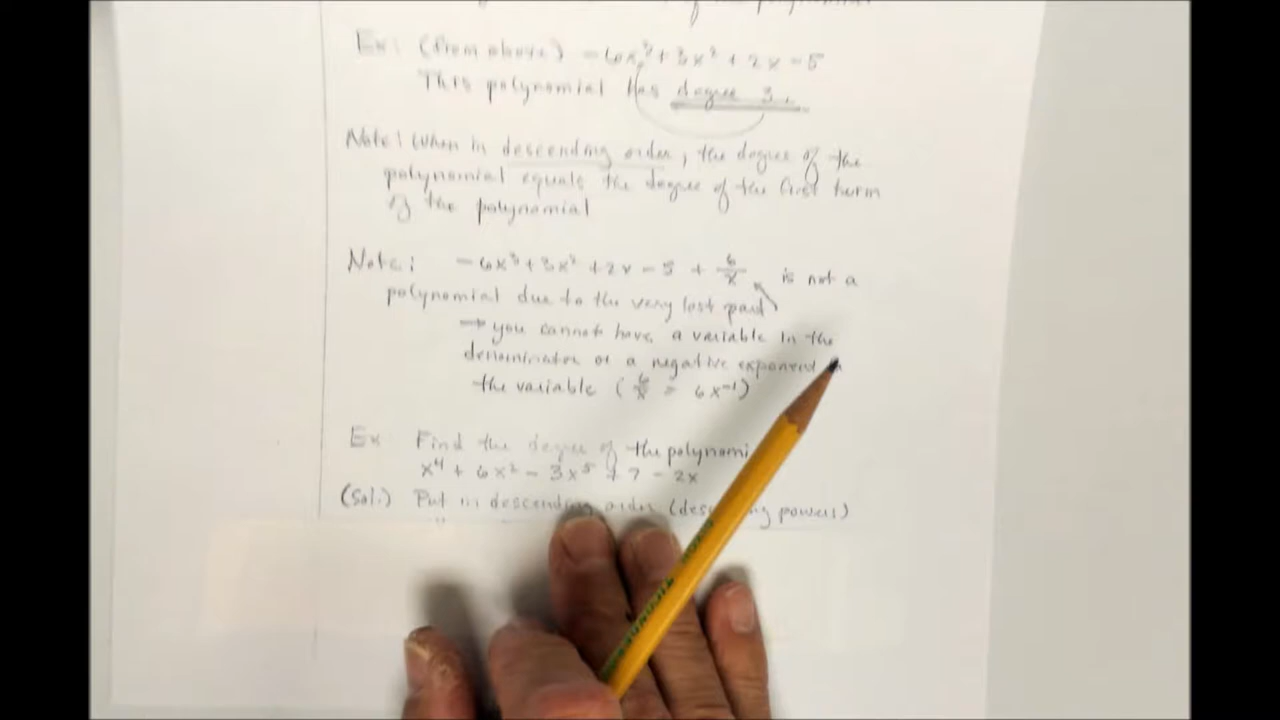 Ex: (from above) -6x³ + 3x² + 2x - 5
This polynomial has degree 3.
Note: When in descending order, the degree of the
polynomial equals the degree of the first term
of the polynomial
Note: -6x³ + 3x² + 2x - 5 + 6/x is not a
polynomial due to the very last part
→ you cannot have a variable in the
denominator or a negative exponent
the variable (6/x = 6x⁻¹)
Ex Find the degree of the polynomi
x⁴ + 6x² - 3x⁵ + 7 - 2x
(Sol.) Put in descending order (descending powers)
TICONDEROGA